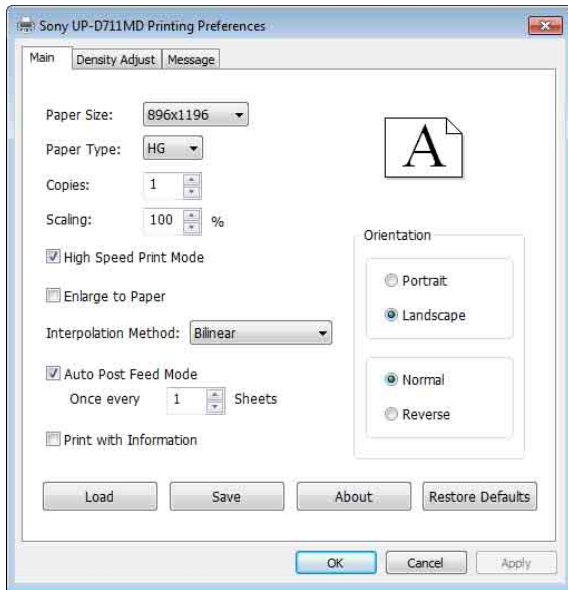 Sony UP-D711MD Printing Preferences
Main Density Adjust Message
Paper Size: 896x1196
Paper Type: HG
Copies: 1
Scaling: 100 %
High Speed Print Mode
Enlarge to Paper
Interpolation Method: Bilinear
Auto Post Feed Mode
Once every 1 Sheets
Print with Information
A
Orientation
Portrait
Landscape
Normal
Reverse
Load Save About Restore Defaults
OK Cancel Apply